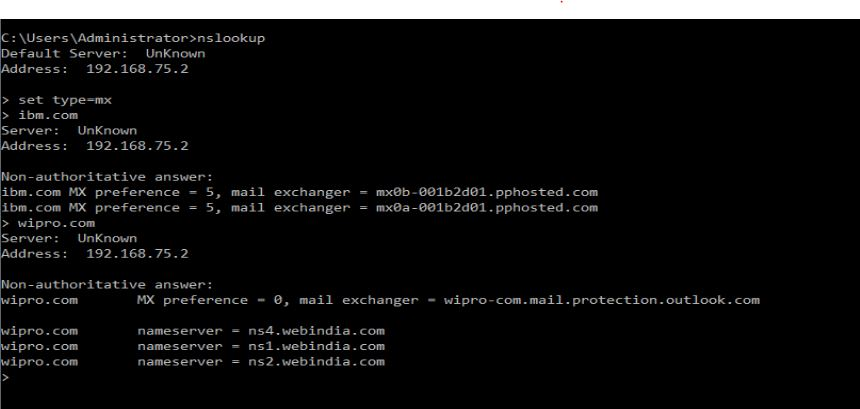 C:\Users\Administrator>nslookup
Default Server:  UnKnown
Address:  192.168.75.2
> set type=mx
> ibm.com
Server:  UnKnown
Address:  192.168.75.2
Non-authoritative answer:
ibm.com MX preference = 5, mail exchanger = mx0b-001b2d01.pphosted.com
ibm.com MX preference = 5, mail exchanger = mx0a-001b2d01.pphosted.com
> wipro.com
Server:  UnKnown
Address:  192.168.75.2
Non-authoritative answer:
wipro.com       MX preference = 0, mail exchanger = wipro-com.mail.protection.outlook.com
wipro.com       nameserver = ns4.webindia.com
wipro.com       nameserver = ns1.webindia.com
wipro.com       nameserver = ns2.webindia.com
>